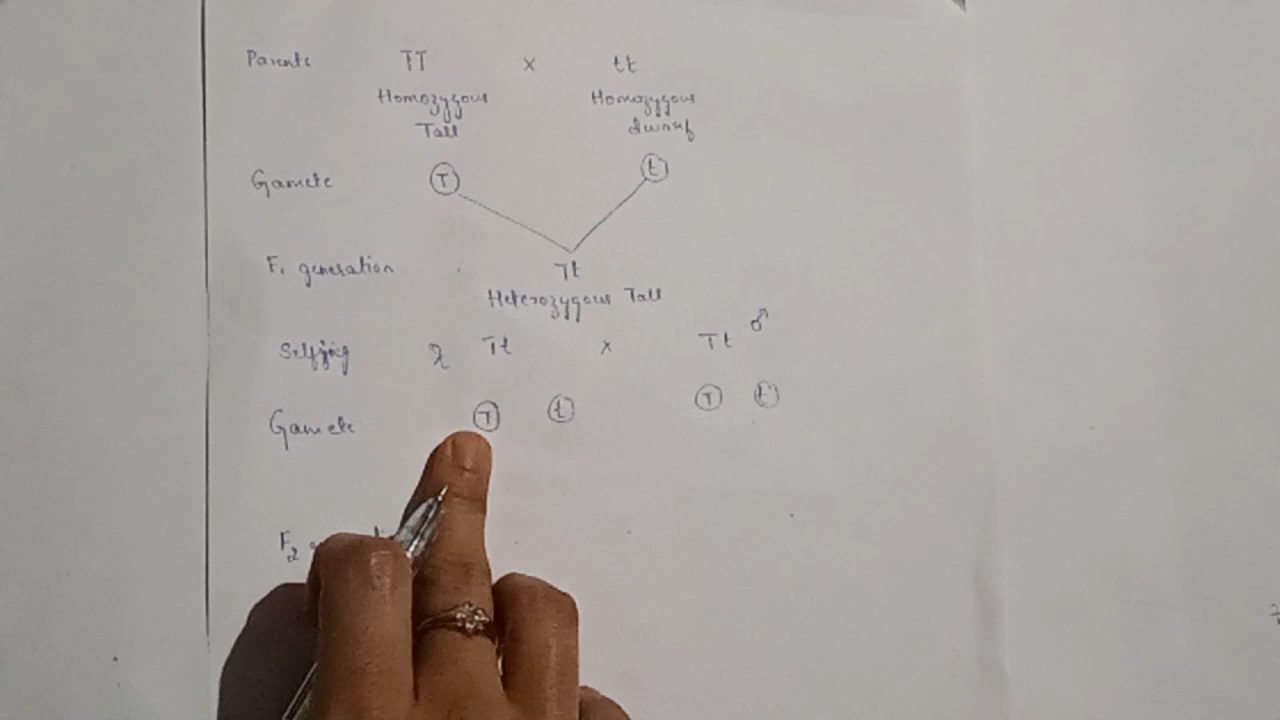 Parents TT x tt
Homozygous Homozygous
Tall dwarf
Gamete T t
F1 generation Tt
Heterozygous Tall
Selfing ♀ Tt x Tt ♂
Gamete T t T t
F2